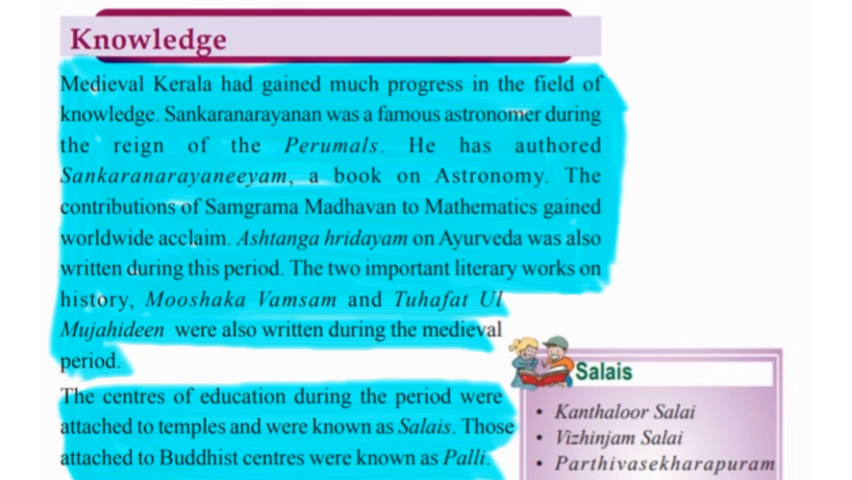 Knowledge
Medieval Kerala had gained much progress in the field of
knowledge. Sankaranarayanan was a famous astronomer during
the reign of the Perumals. He has authored
Sankaranarayaneeyam, a book on Astronomy. The
contributions of Samgrama Madhavan to Mathematics gained
worldwide acclaim. Ashtanga hridayam on Ayurveda was also
written during this period. The two important literary works on
history, Mooshaka Vamsam and Tuhafat Ul
Mujahideen were also written during the medieval
period.
The centres of education during the period were
attached to temples and were known as Salais. Those
attached to Buddhist centres were known as Palli.
Salais
• Kanthaloor Salai
• Vizhinjam Salai
• Parthivasekharapuram